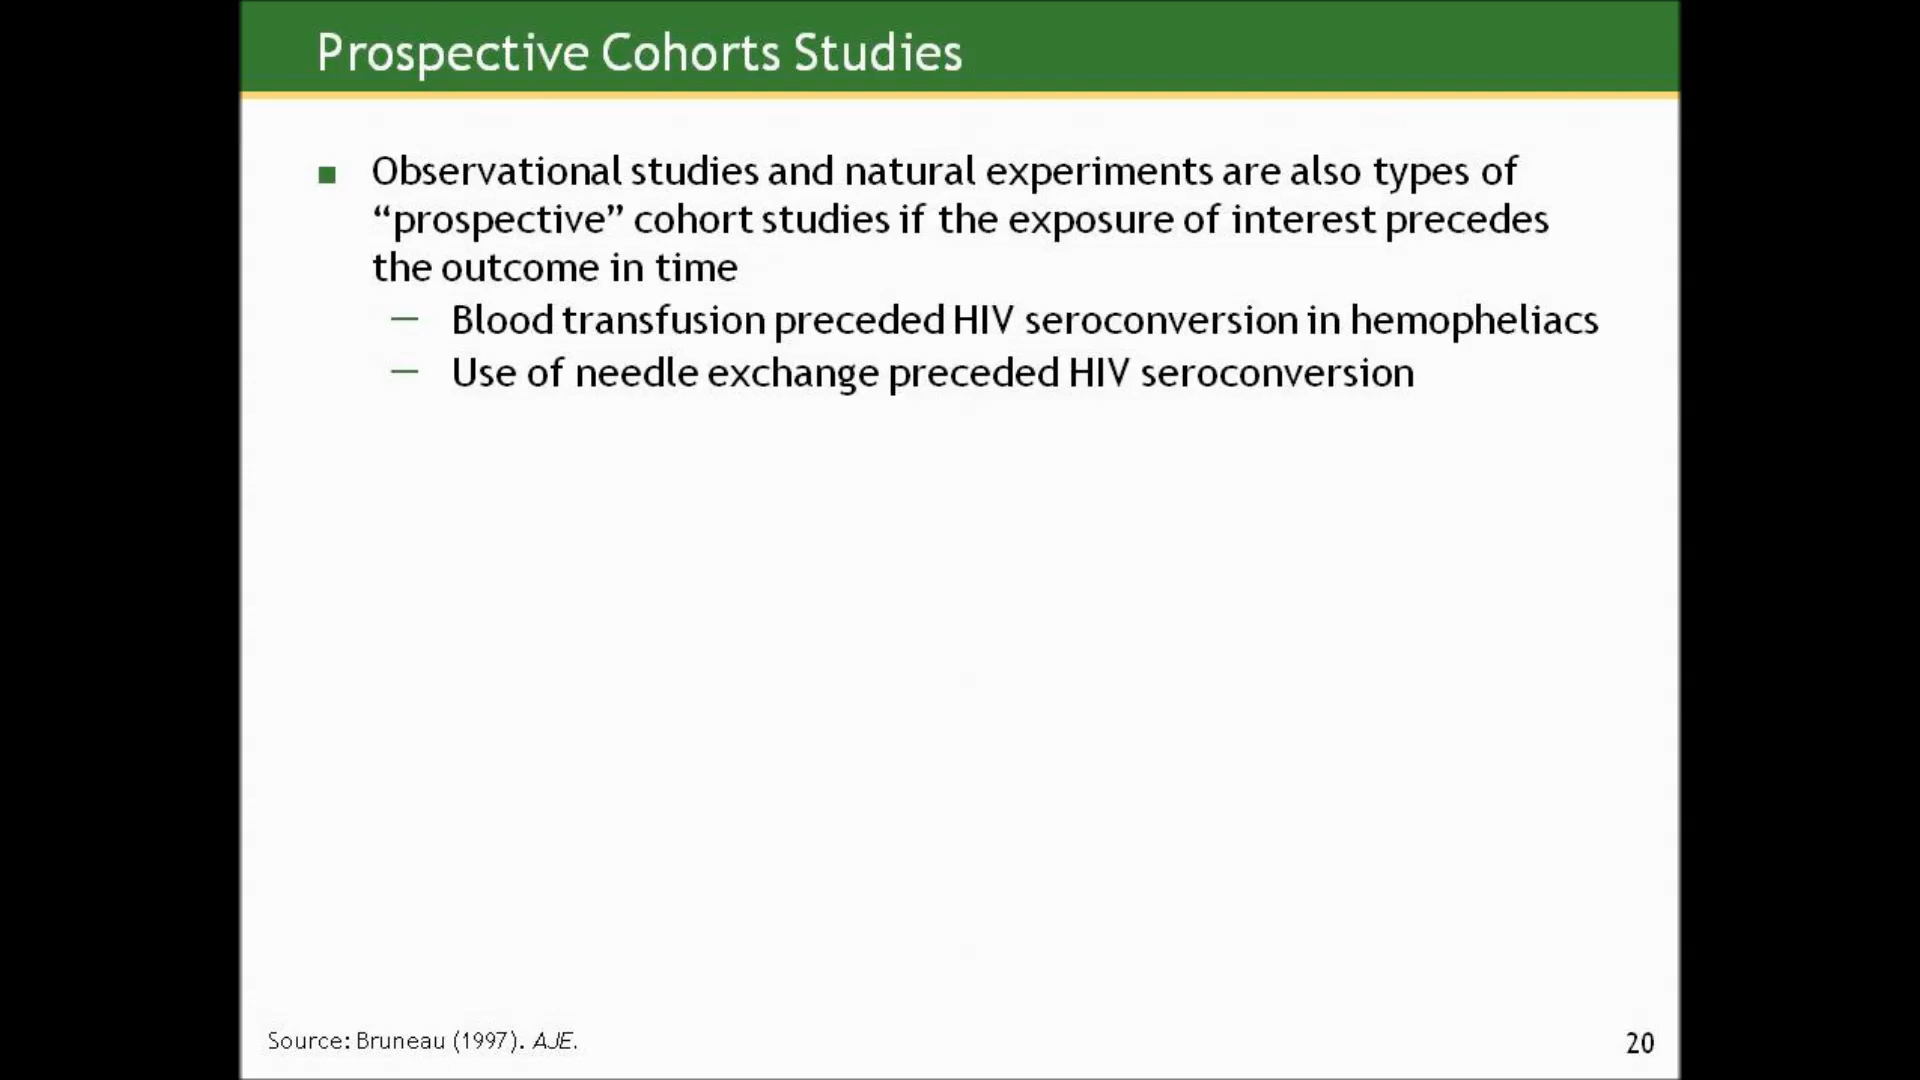 Prospective Cohorts Studies
■ Observational studies and natural experiments are also types of
“prospective” cohort studies if the exposure of interest precedes
the outcome in time
— Blood transfusion preceded HIV seroconversion in hemopheliacs
— Use of needle exchange preceded HIV seroconversion
Source: Bruneau (1997). AJE.
20